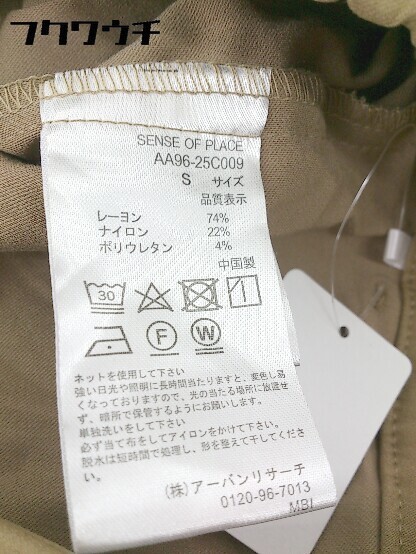 フクワウチ
SENSE OF PLACE
AA96-25C009
S サイズ
品質表示
レーヨン 74%
ナイロン 22%
ポリウレタン 4%
中国製
30
F W
ネットを使用して下さい
強い日光や照明に長時間当たりますと、変色し易
くなっておりますので、光の当たる場所に放置せ
ず、暗所で保管するようにお願いします。
単独洗いをして下さい
必ず当て布をしてアイロンをかけて下さい。
脱水は短時間で処理し、形を整えて干してください
(株)アーバンリサーチ
0120-96-7013
MBI